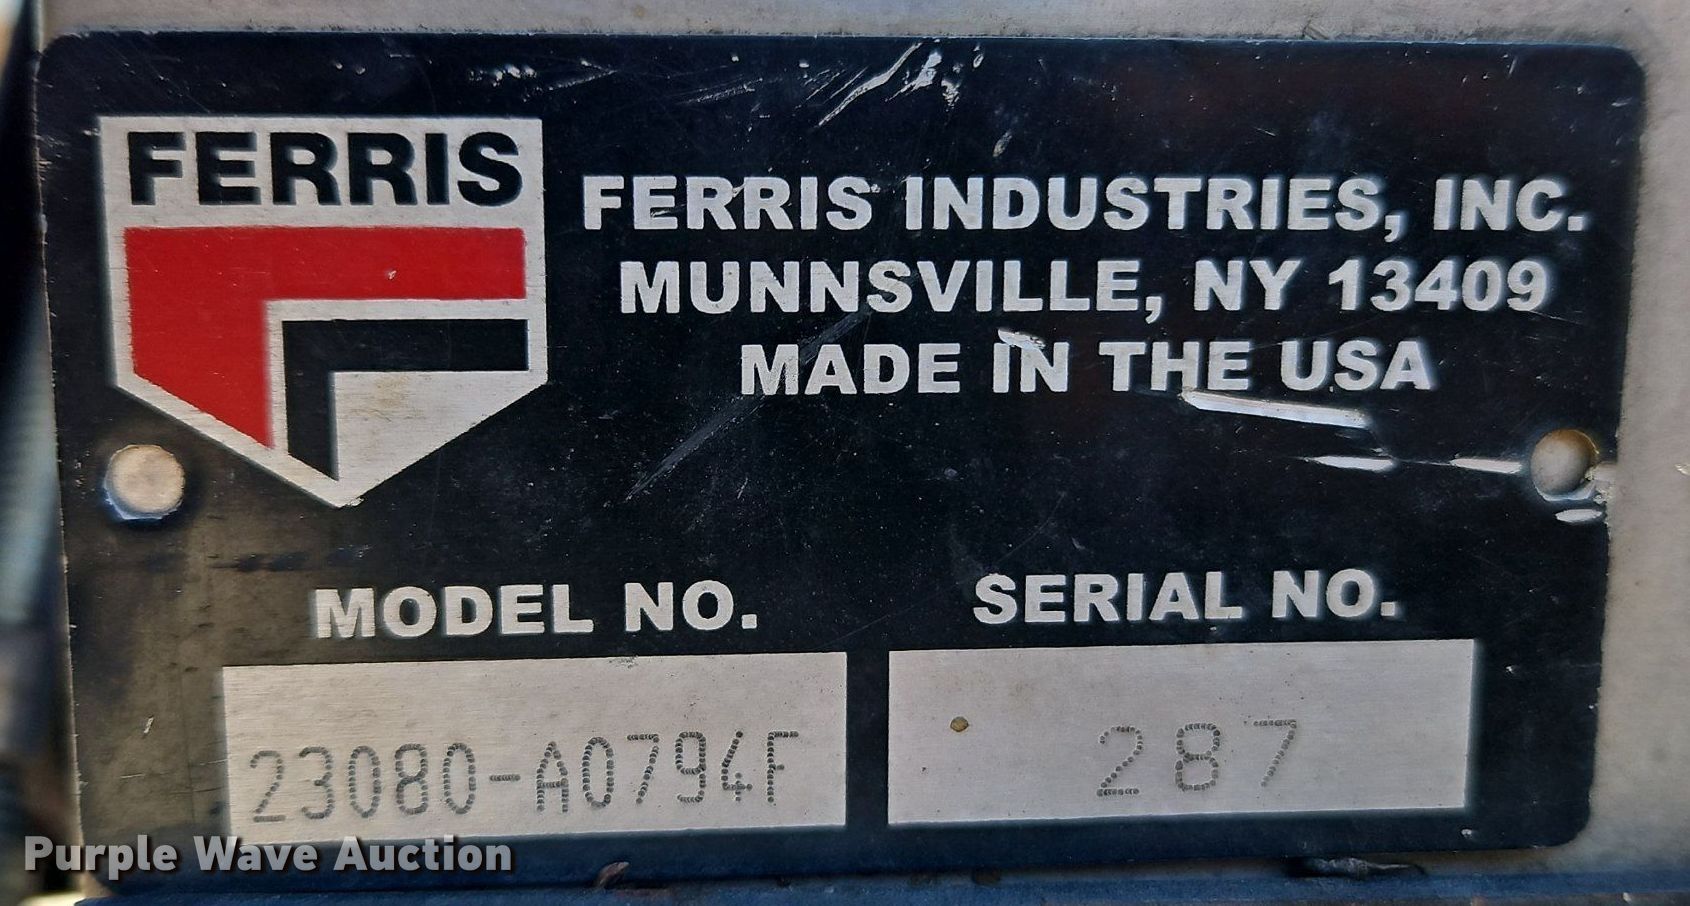 FERRIS
FERRIS INDUSTRIES, INC.
MUNNSVILLE, NY 13409
MADE IN THE USA
MODEL NO.
SERIAL NO.
23080-A0794F
287
Purple Wave Auction